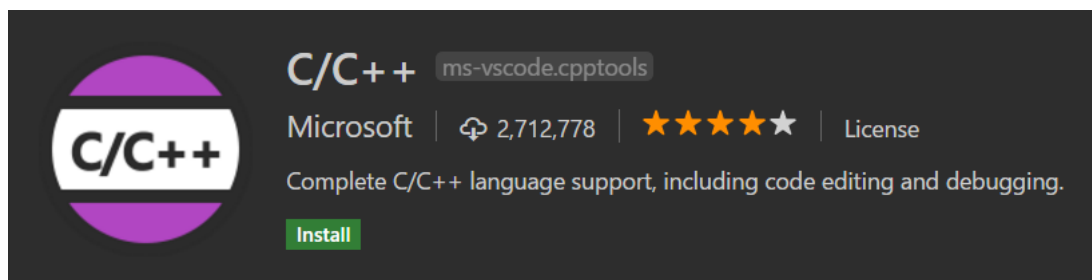 C/C++
C/C++ ms-vscode.cpptools
Microsoft 2,712,778 License
Complete C/C++ language support, including code editing and debugging.
Install